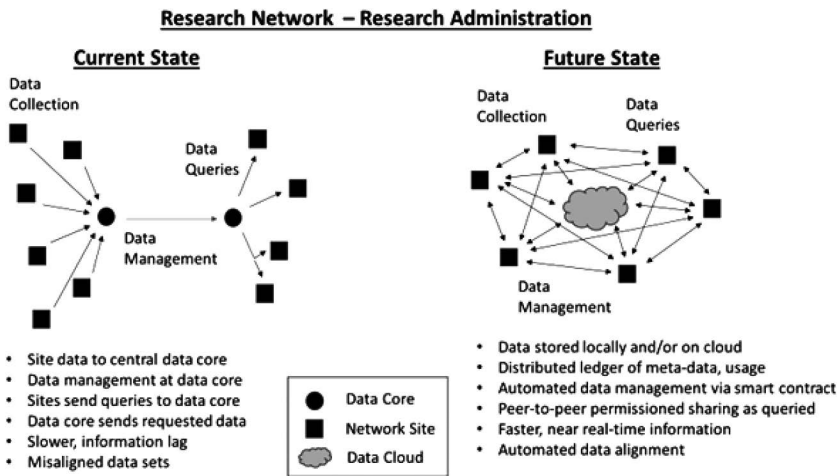 Research Network – Research Administration
Current State
Data
Collection
Data
Queries
Data
Management
• Site data to central data core
• Data management at data core
• Sites send queries to data core
• Data core sends requested data
• Slower, information lag
• Misaligned data sets
Data Core
Network Site
Data Cloud
Future State
Data
Collection
Data
Queries
Data
Management
• Data stored locally and/or on cloud
• Distributed ledger of meta-data, usage
• Automated data management via smart contract
• Peer-to-peer permissioned sharing as queried
• Faster, near real-time information
• Automated data alignment